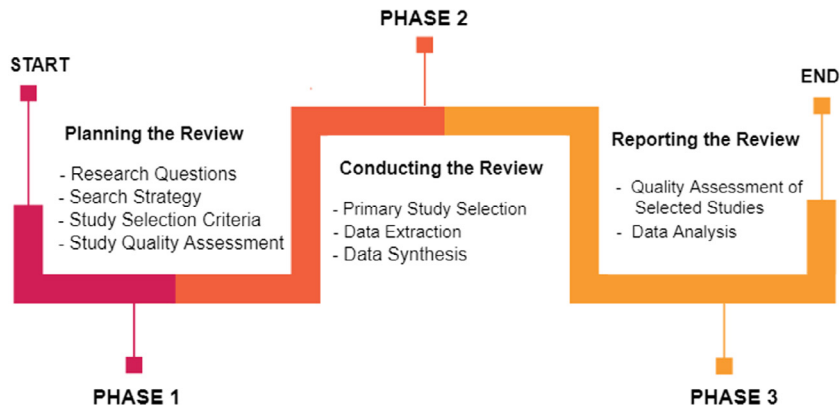 PHASE 2
START
END
Planning the Review
- Research Questions
- Search Strategy
- Study Selection Criteria
- Study Quality Assessment
Conducting the Review
- Primary Study Selection
- Data Extraction
- Data Synthesis
Reporting the Review
- Quality Assessment of
Selected Studies
- Data Analysis
PHASE 1
PHASE 3